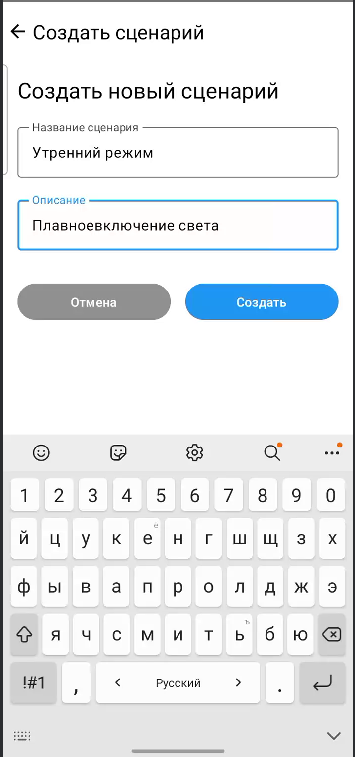 Создать сценарий
Создать новый сценарий
Название сценария
Утренний режим
Описание
Плавноевключение света
Отмена Создать
1 2 3 4 5 6 7 8 9 0
й ц у к е ё н г ш щ з х
ф ы в а п р о л д ж э
я ч с м и т ь ъ б ю
!#1 , < Русский > .